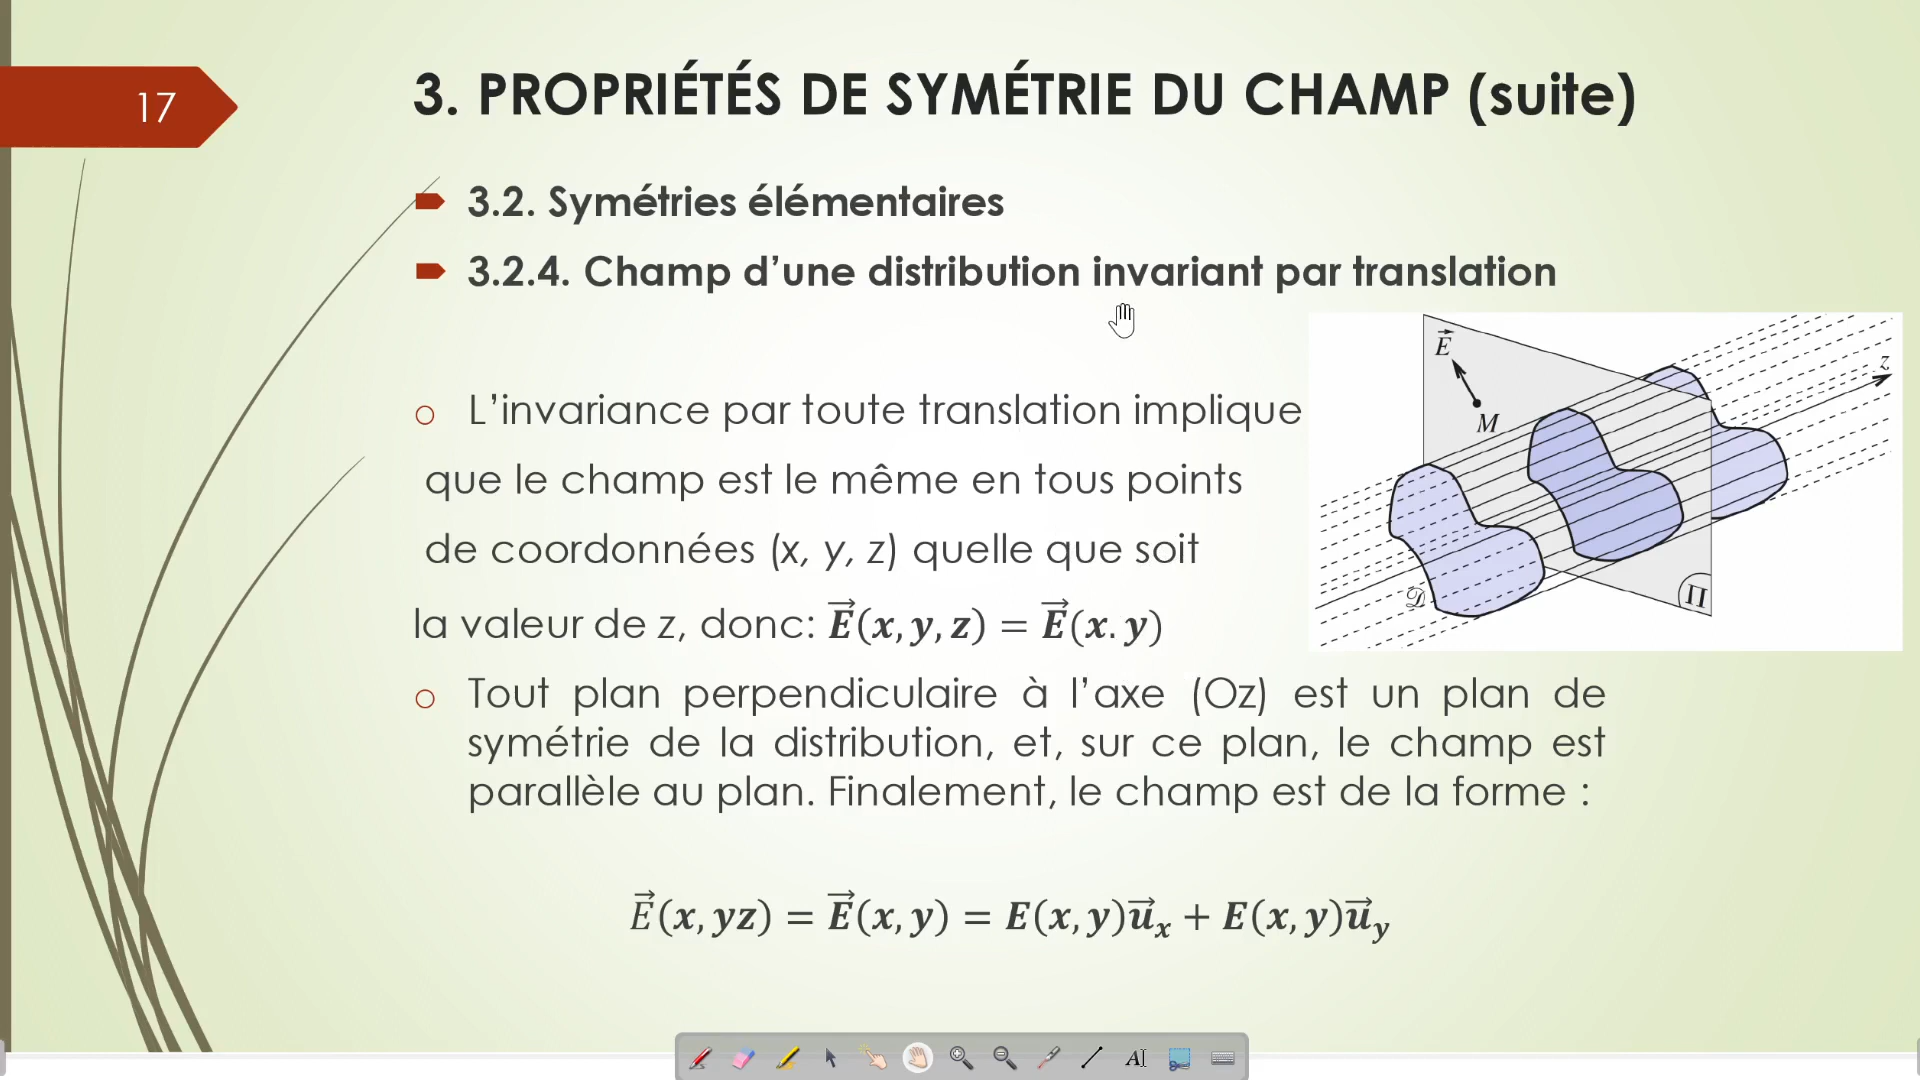 17
3. PROPRIÉTÉS DE SYMÉTRIE DU CHAMP (suite)
3.2. Symétries élémentaires
3.2.4. Champ d’une distribution invariant par translation
L’invariance par toute translation implique
que le champ est le même en tous points
de coordonnées (x, y, z) quelle que soit
la valeur de z, donc: E⃗(x, y, z) = E⃗(x. y)
E⃗
M
z
𝒟
Π
Tout plan perpendiculaire à l’axe (Oz) est un plan de
symétrie de la distribution, et, sur ce plan, le champ est
parallèle au plan. Finalement, le champ est de la forme :
E⃗(x, yz) = E⃗(x, y) = E(x, y)u⃗ₓ + E(x, y)u⃗_y
AI